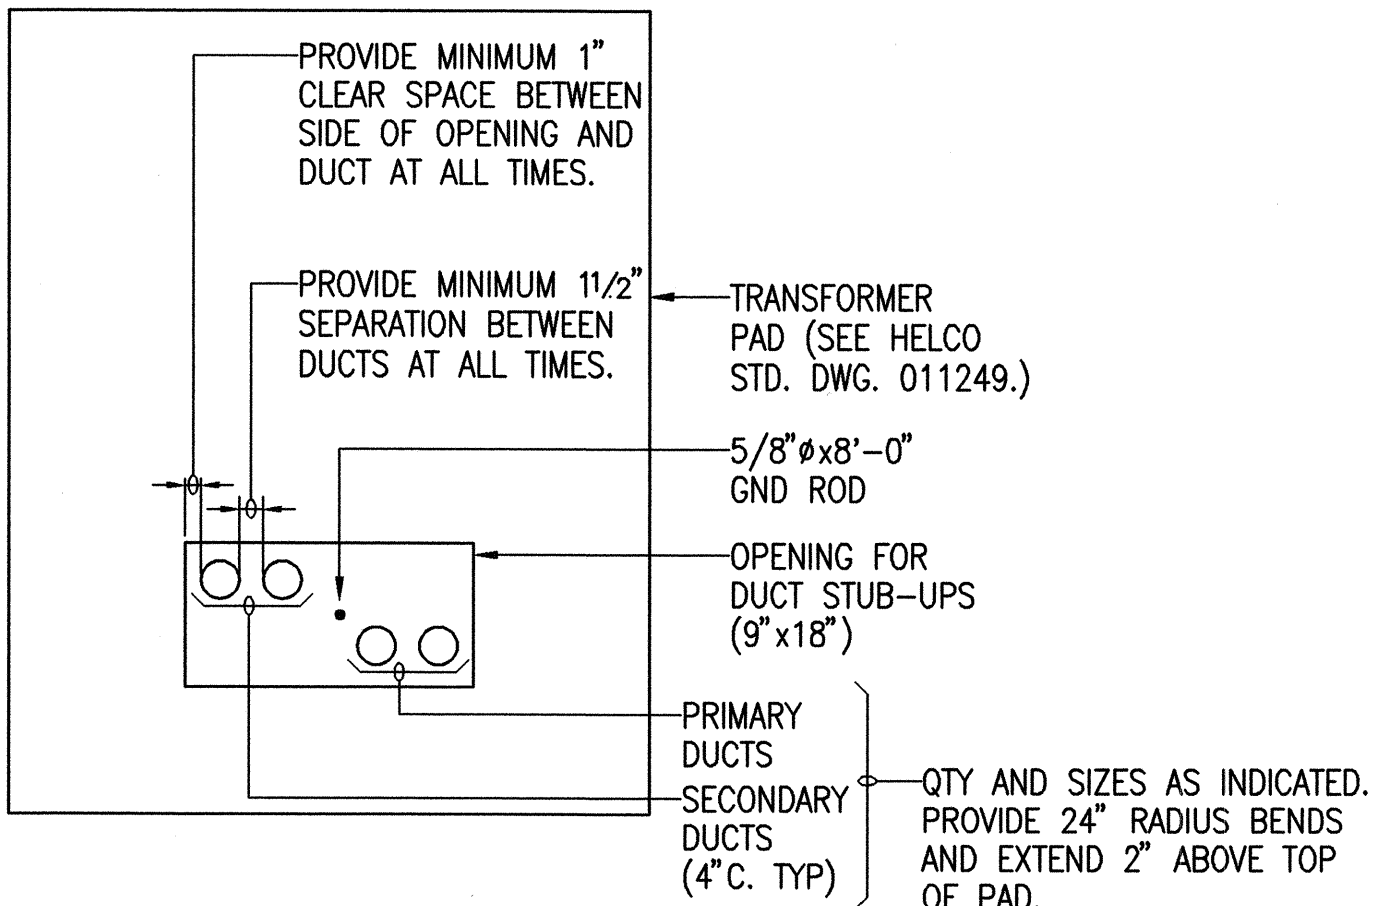 PROVIDE MINIMUM 1"
CLEAR SPACE BETWEEN
SIDE OF OPENING AND
DUCT AT ALL TIMES.
PROVIDE MINIMUM 11/2"
SEPARATION BETWEEN
DUCTS AT ALL TIMES.
TRANSFORMER
PAD (SEE HELCO
STD. DWG. 011249.)
5/8"øx8'-0"
GND ROD
OPENING FOR
DUCT STUB-UPS
(9"x18")
PRIMARY
DUCTS
SECONDARY
DUCTS
(4"C. TYP)
QTY AND SIZES AS INDICATED.
PROVIDE 24" RADIUS BENDS
AND EXTEND 2" ABOVE TOP
OF PAD.